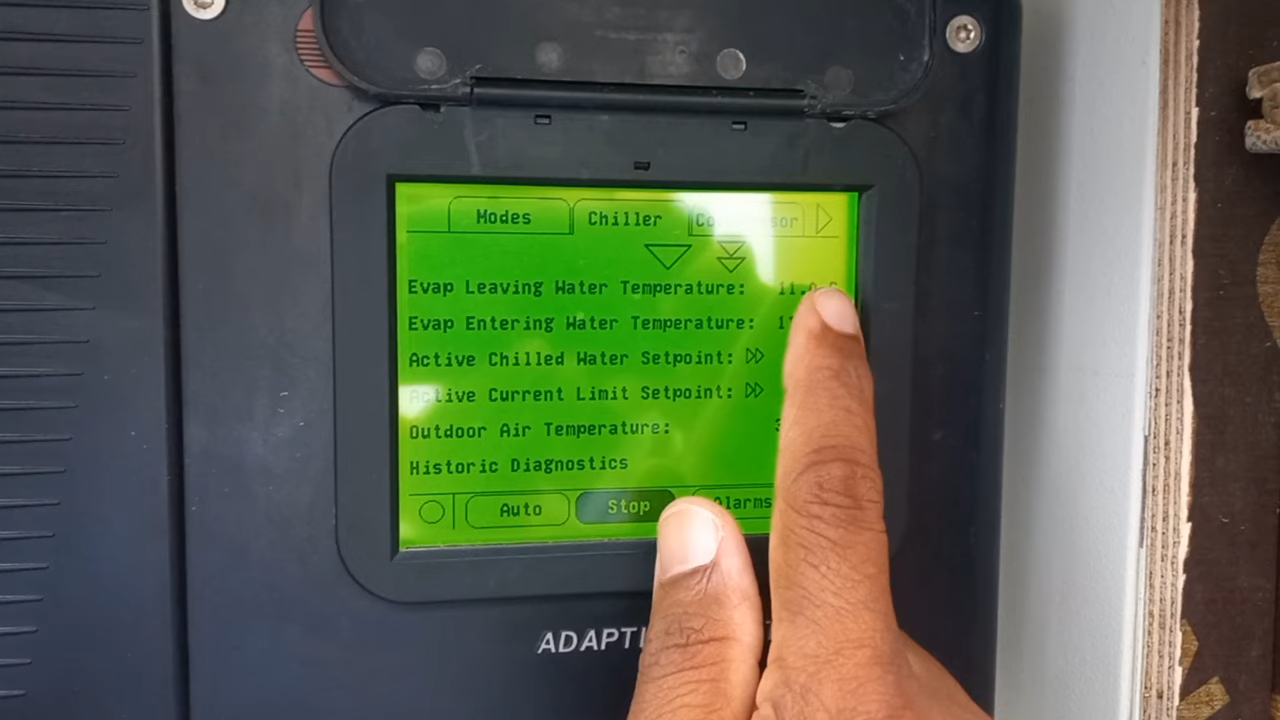 Modes Chiller
Evap Leaving Water Temperature:
Evap Entering Water Temperature:
Active Chilled Water Setpoint:
Active Current Limit Setpoint:
Outdoor Air Temperature:
Historic Diagnostics
Auto Stop Alarms